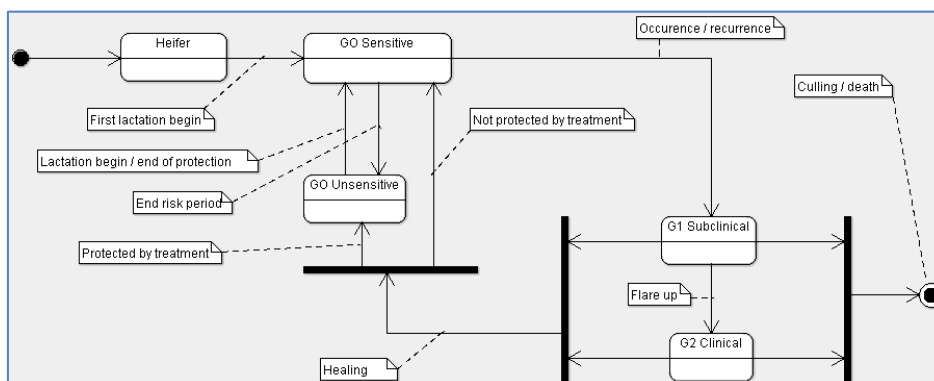 Heifer
GO Sensitive
Occurence / recurrence
Culling / death
First lactation begin
Not protected by treatment
Lactation begin / end of protection
GO Unsensitive
End risk period
G1 Subclinical
Protected by treatment
Flare up
G2 Clinical
Healing